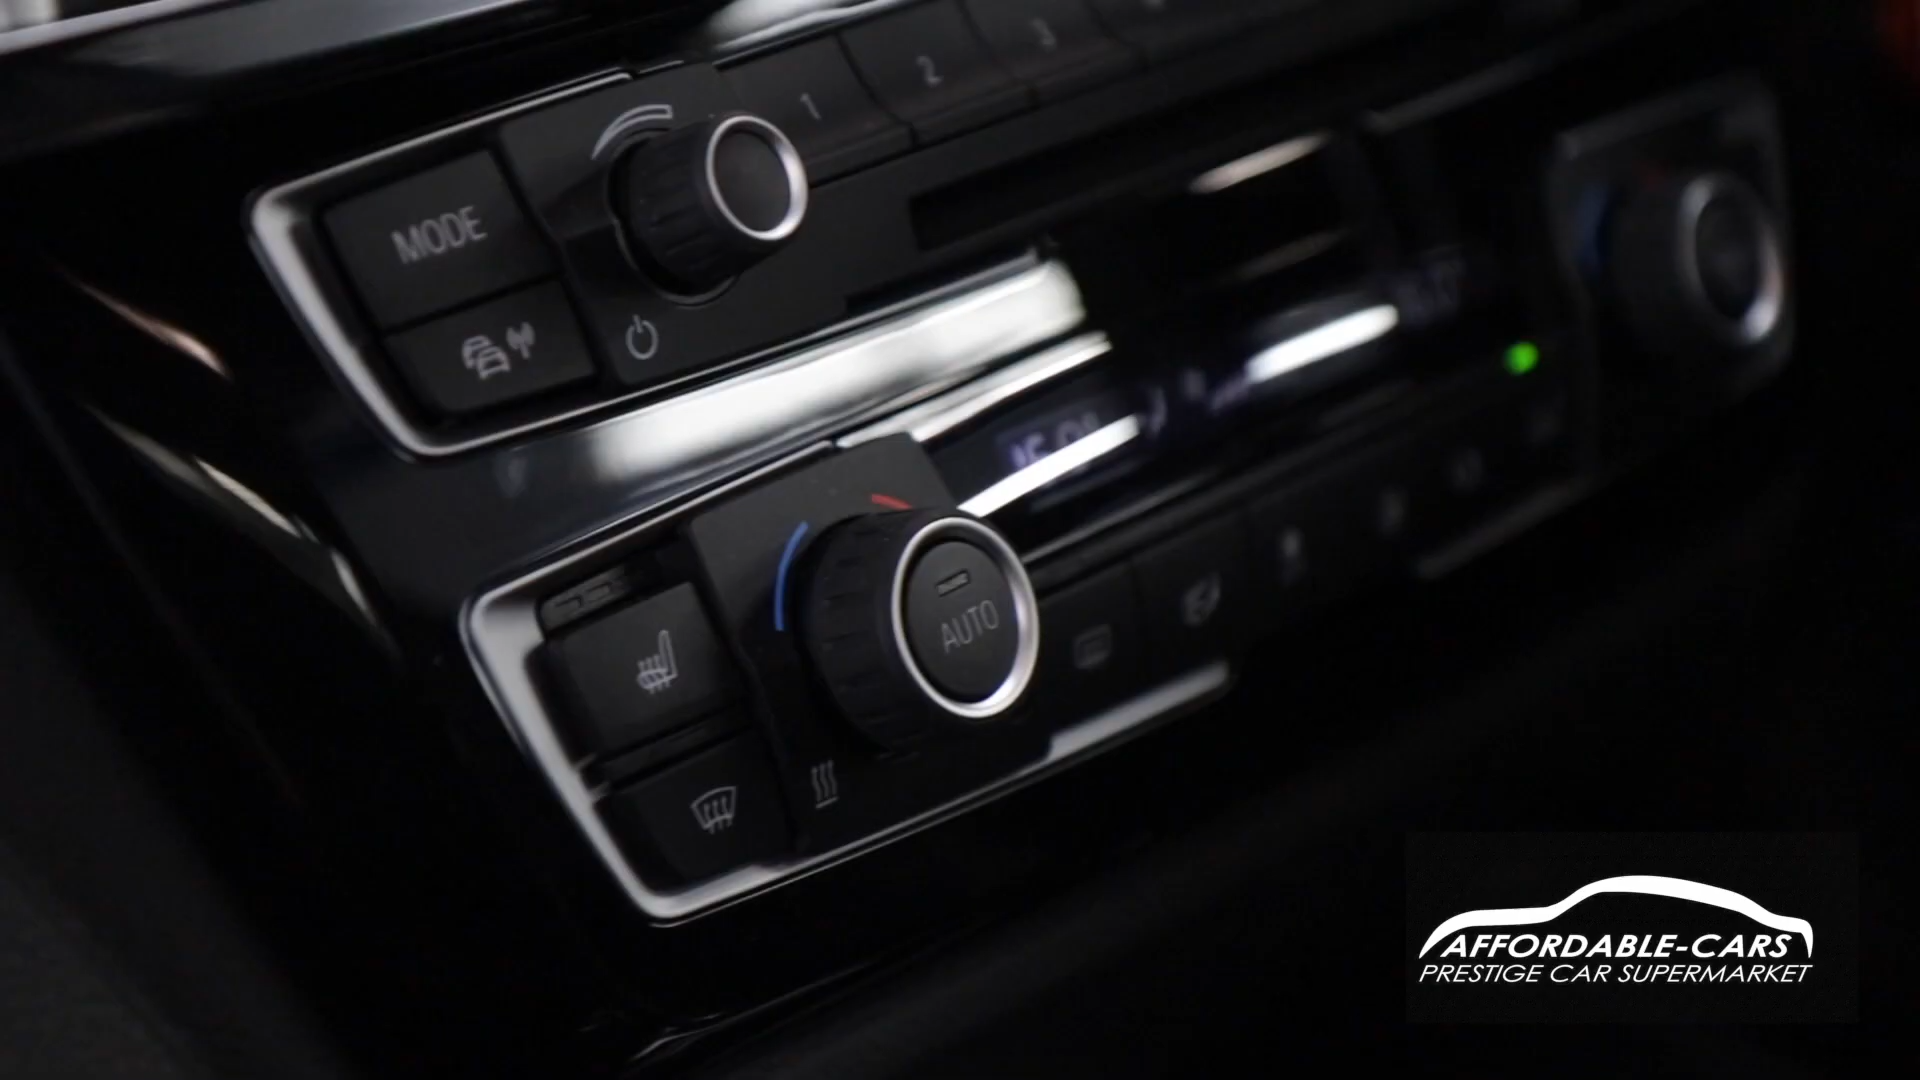 1
2
3
MODE
AUTO
AFFORDABLE-CARS
PRESTIGE CAR SUPERMARKET